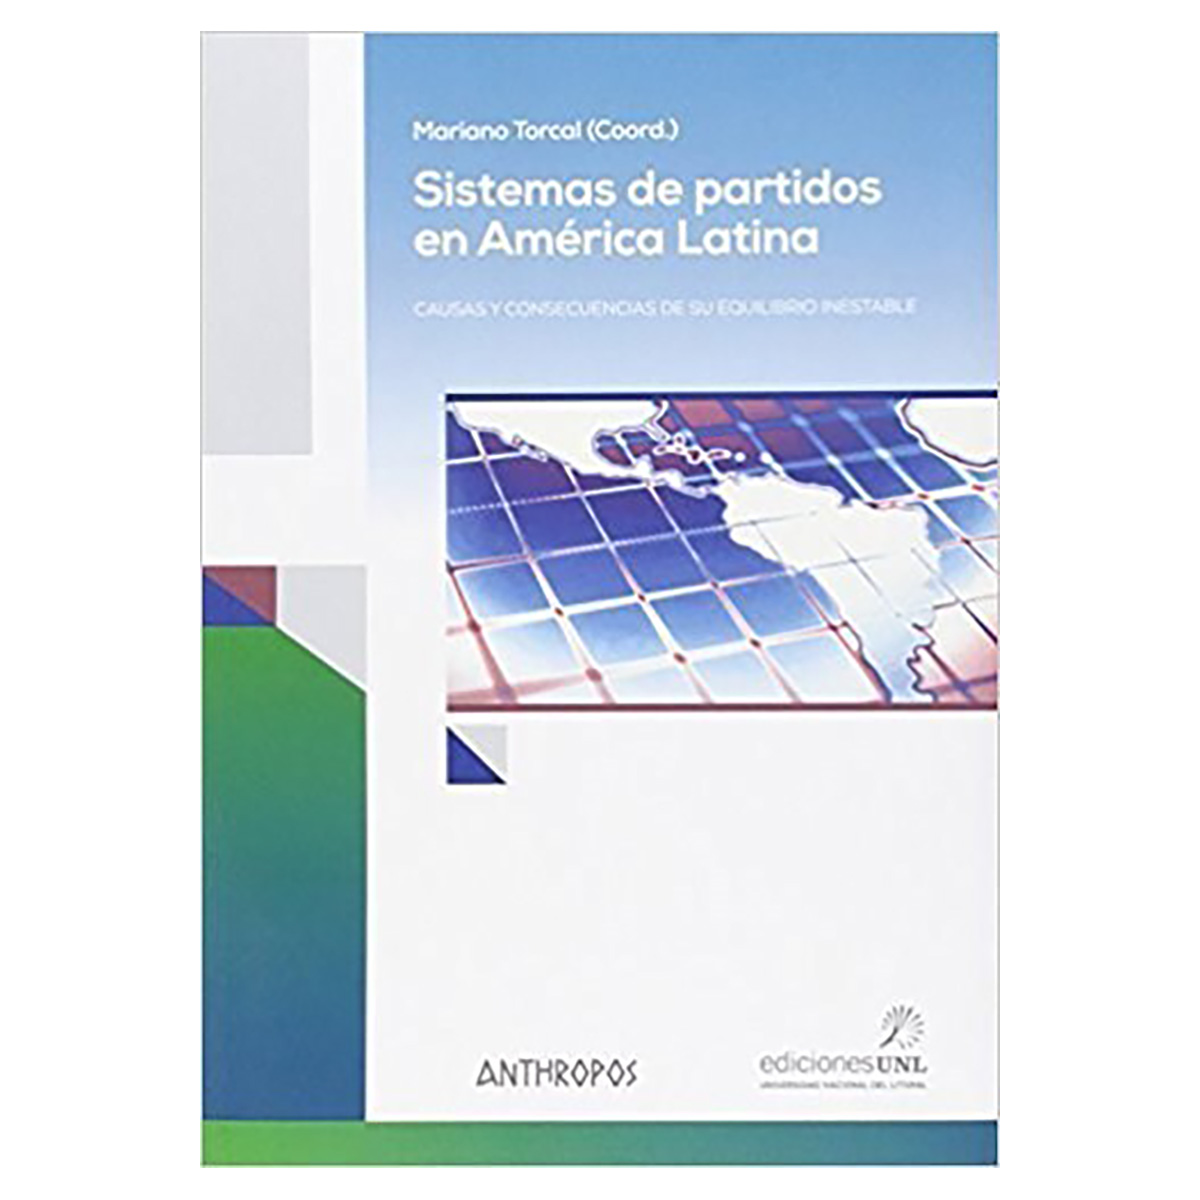 Mariano Torcal (Coord.)
Sistemas de partidos
en América Latina
CAUSAS Y CONSECUENCIAS DE SU EQUILIBRIO INESTABLE
ANTHROPOS
edicionesUNL
UNIVERSIDAD NACIONAL DEL LITORAL